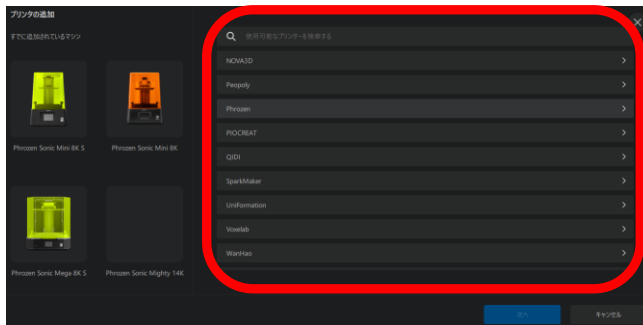 プリンタの追加
すでに追加されているマシン
Phrozen Sonic Mini 8K S
Phrozen Sonic Mini 8K
Phrozen Sonic Mega 8K S
Phrozen Sonic Mighty 14K
使用可能なプリンターを検索する
NOVA3D
Peopoly
Phrozen
PIOCREAT
QIDI
SparkMaker
UniFormation
Voxelab
WanHao
次へ
キャンセル